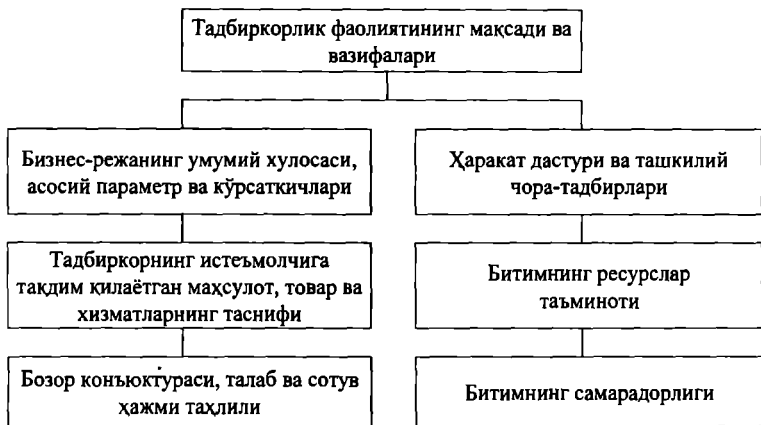 Тадбиркорлик фаолиятининг мақсади ва
вазифалари
Бизнес-режанинг умумий хулосаси,
асосий параметр ва кўрсаткичлари
Тадбиркорнинг истеъмолчига
тақдим қилаётган маҳсулот, товар ва
хизматларнинг таснифи
Бозор конъюктураси, талаб ва сотув
ҳажми таҳлили
Ҳаракат дастури ва ташкилий
чора-тадбирлари
Битимнинг ресурслар
таъминоти
Битимнинг самарадорлиги